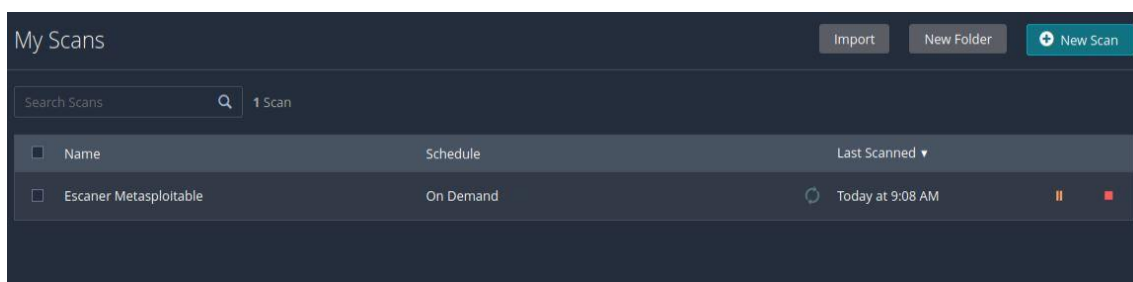 My Scans
Import
New Folder
New Scan
Search Scans
1 Scan
Name
Schedule
Last Scanned ▾
Escaner Metasploitable
On Demand
Today at 9:08 AM